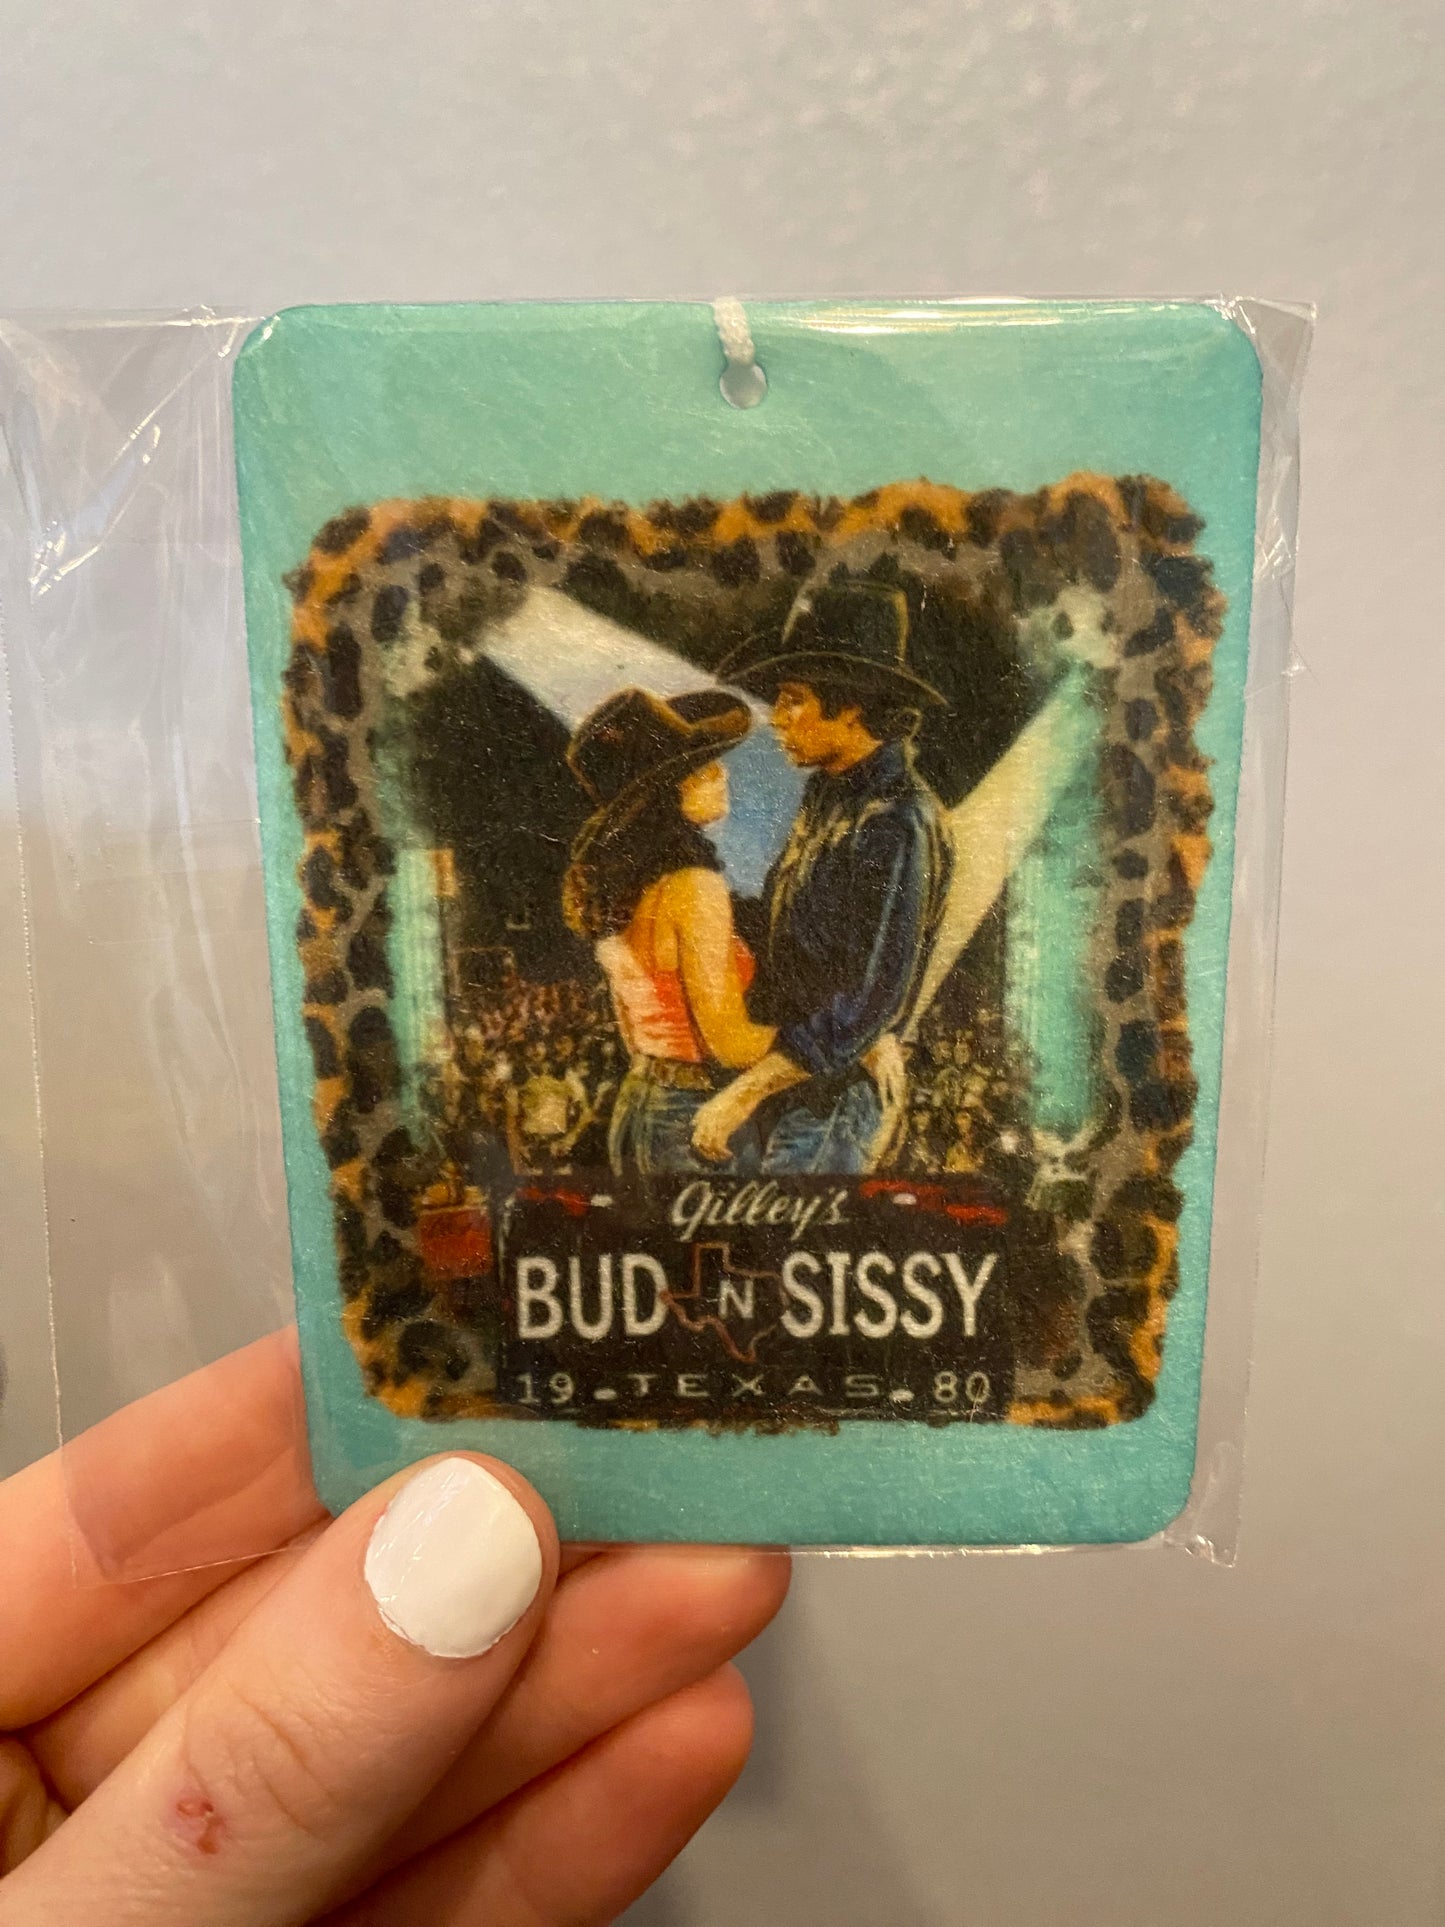 Gilley's
BUD N SISSY
19 - TEXAS - 80